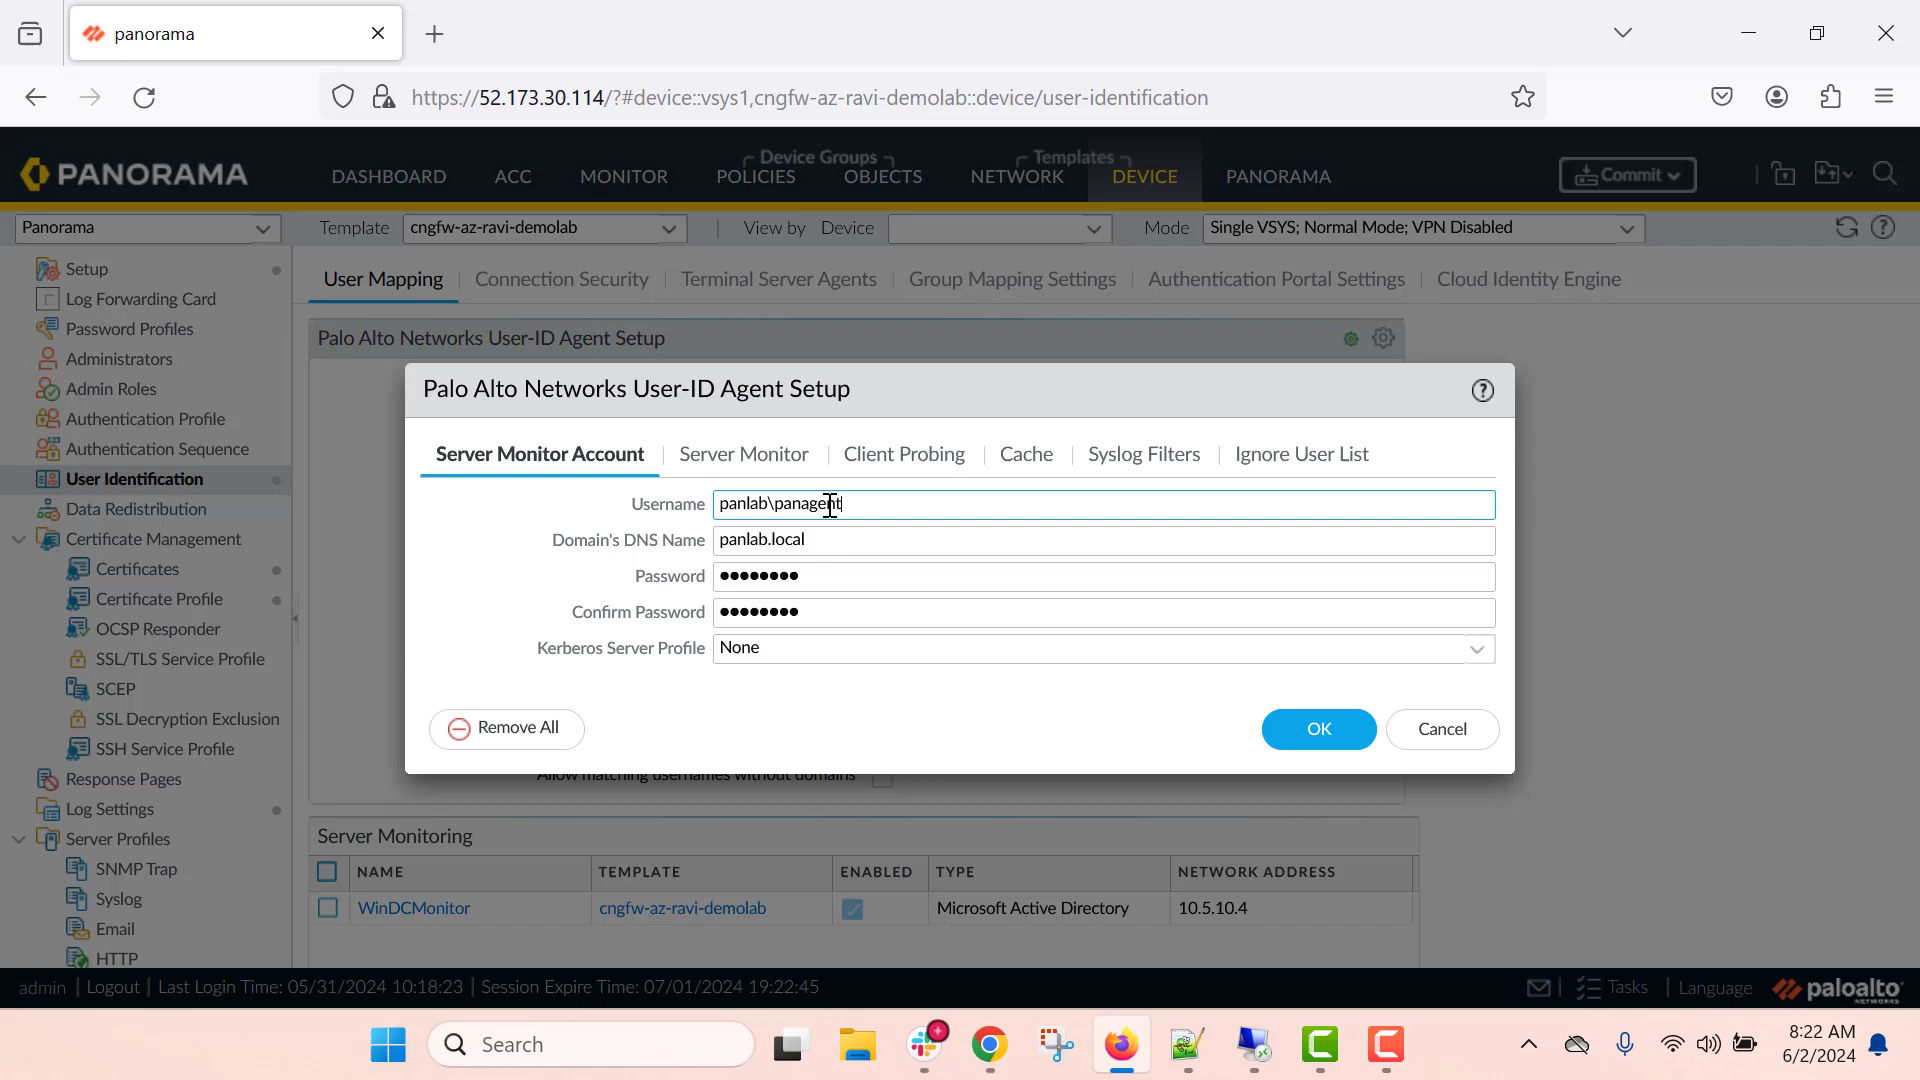 panorama
https://52.173.30.114/?#device::vsys1,cngfw-az-ravi-demolab::device/user-identification
PANORAMA
Device Groups
Templates
DASHBOARD
ACC
MONITOR
POLICIES
OBJECTS
NETWORK
DEVICE
PANORAMA
Commit
Panorama
Template
cngfw-az-ravi-demolab
View by
Device
Mode
Single VSYS; Normal Mode; VPN Disabled
Setup
Log Forwarding Card
Password Profiles
Administrators
Admin Roles
Authentication Profile
Authentication Sequence
User Identification
Data Redistribution
Certificate Management
Certificates
Certificate Profile
OCSP Responder
SSL/TLS Service Profile
SCEP
SSL Decryption Exclusion
SSH Service Profile
Response Pages
Log Settings
Server Profiles
SNMP Trap
Syslog
Email
HTTP
User Mapping
Connection Security
Terminal Server Agents
Group Mapping Settings
Authentication Portal Settings
Cloud Identity Engine
Palo Alto Networks User-ID Agent Setup
Palo Alto Networks User-ID Agent Setup
Server Monitor Account
Server Monitor
Client Probing
Cache
Syslog Filters
Ignore User List
Username
panlab\panagent
Domain's DNS Name
panlab.local
Password
Confirm Password
Kerberos Server Profile
None
Remove All
OK
Cancel
Allow matching usernames without domains
Server Monitoring
NAME
TEMPLATE
ENABLED
TYPE
NETWORK ADDRESS
WinDCMonitor
cngfw-az-ravi-demolab
Microsoft Active Directory
10.5.10.4
admin | Logout | Last Login Time: 05/31/2024 10:18:23 | Session Expire Time: 07/01/2024 19:22:45
Tasks | Language
paloalto
NETWORKS
Search
8:22 AM
6/2/2024